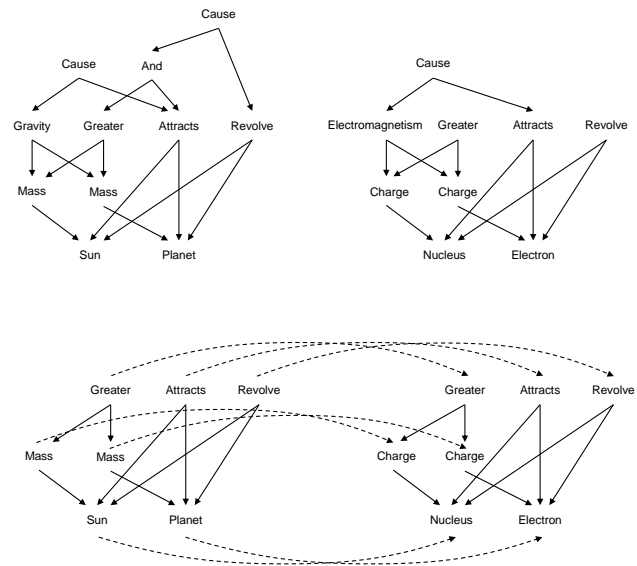 Cause
Cause And
Gravity Greater Attracts Revolve
Mass Mass
Sun Planet
Cause
Electromagnetism Greater Attracts Revolve
Charge Charge
Nucleus Electron
Greater Attracts Revolve
Mass Mass
Sun Planet
Greater Attracts Revolve
Charge Charge
Nucleus Electron